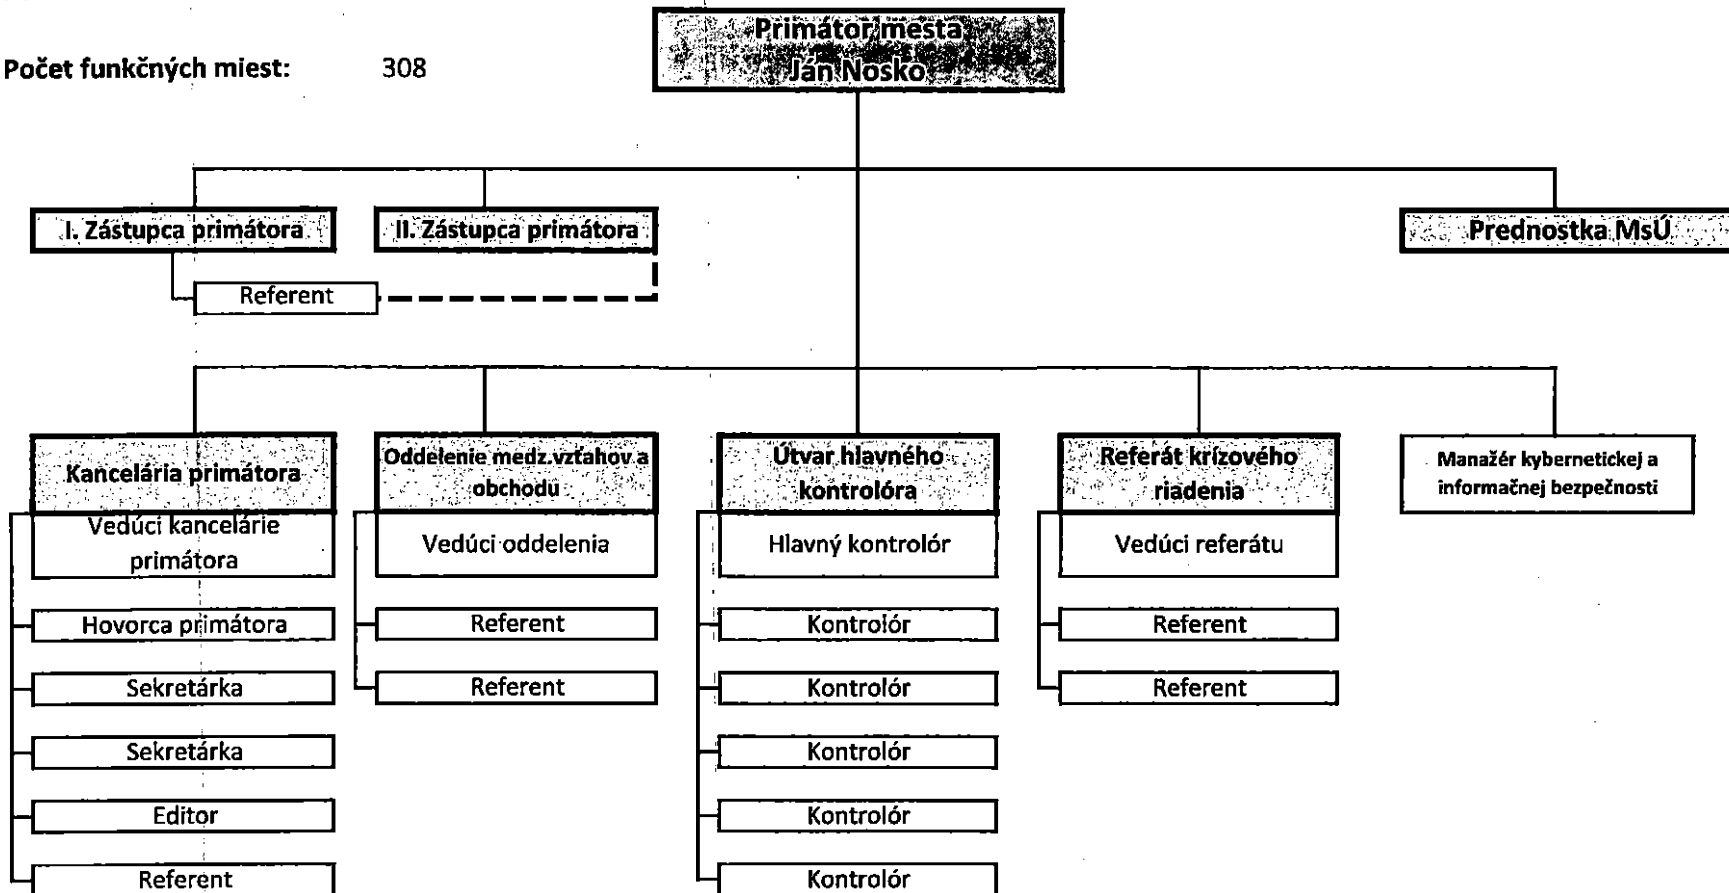 Primátor mesta
Ján Nosko
Počet funkčných miest: 308
I. Zástupca primátora
II. Zástupca primátora
Prednostka MsÚ
Referent
Kancelária primátora
Oddelenie medz.vzťahov a
obchodu
Útvar hlavného
kontrolóra
Referát krízového
riadenia
Manažér kybernetickej a
informačnej bezpečnosti
Vedúci kancelárie
primátora
Vedúci oddelenia
Hlavný kontrolór
Vedúci referátu
Hovorca primátora
Referent
Kontrolór
Referent
Sekretárka
Referent
Kontrolór
Referent
Sekretárka
Kontrolór
Editor
Kontrolór
Referent
Kontrolór